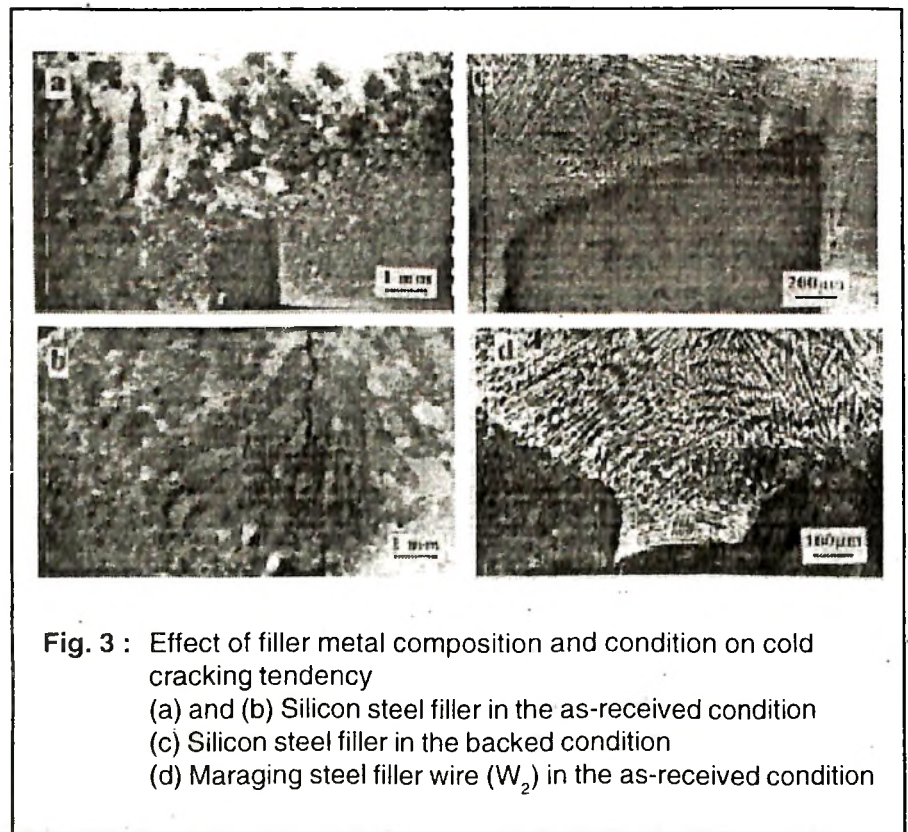 a
c
1 mm
200μm
b
d
1 mm
100μm
Fig. 3 : Effect of filler metal composition and condition on cold
cracking tendency
(a) and (b) Silicon steel filler in the as-received condition
(c) Silicon steel filler in the backed condition
(d) Maraging steel filler wire (W₂) in the as-received condition